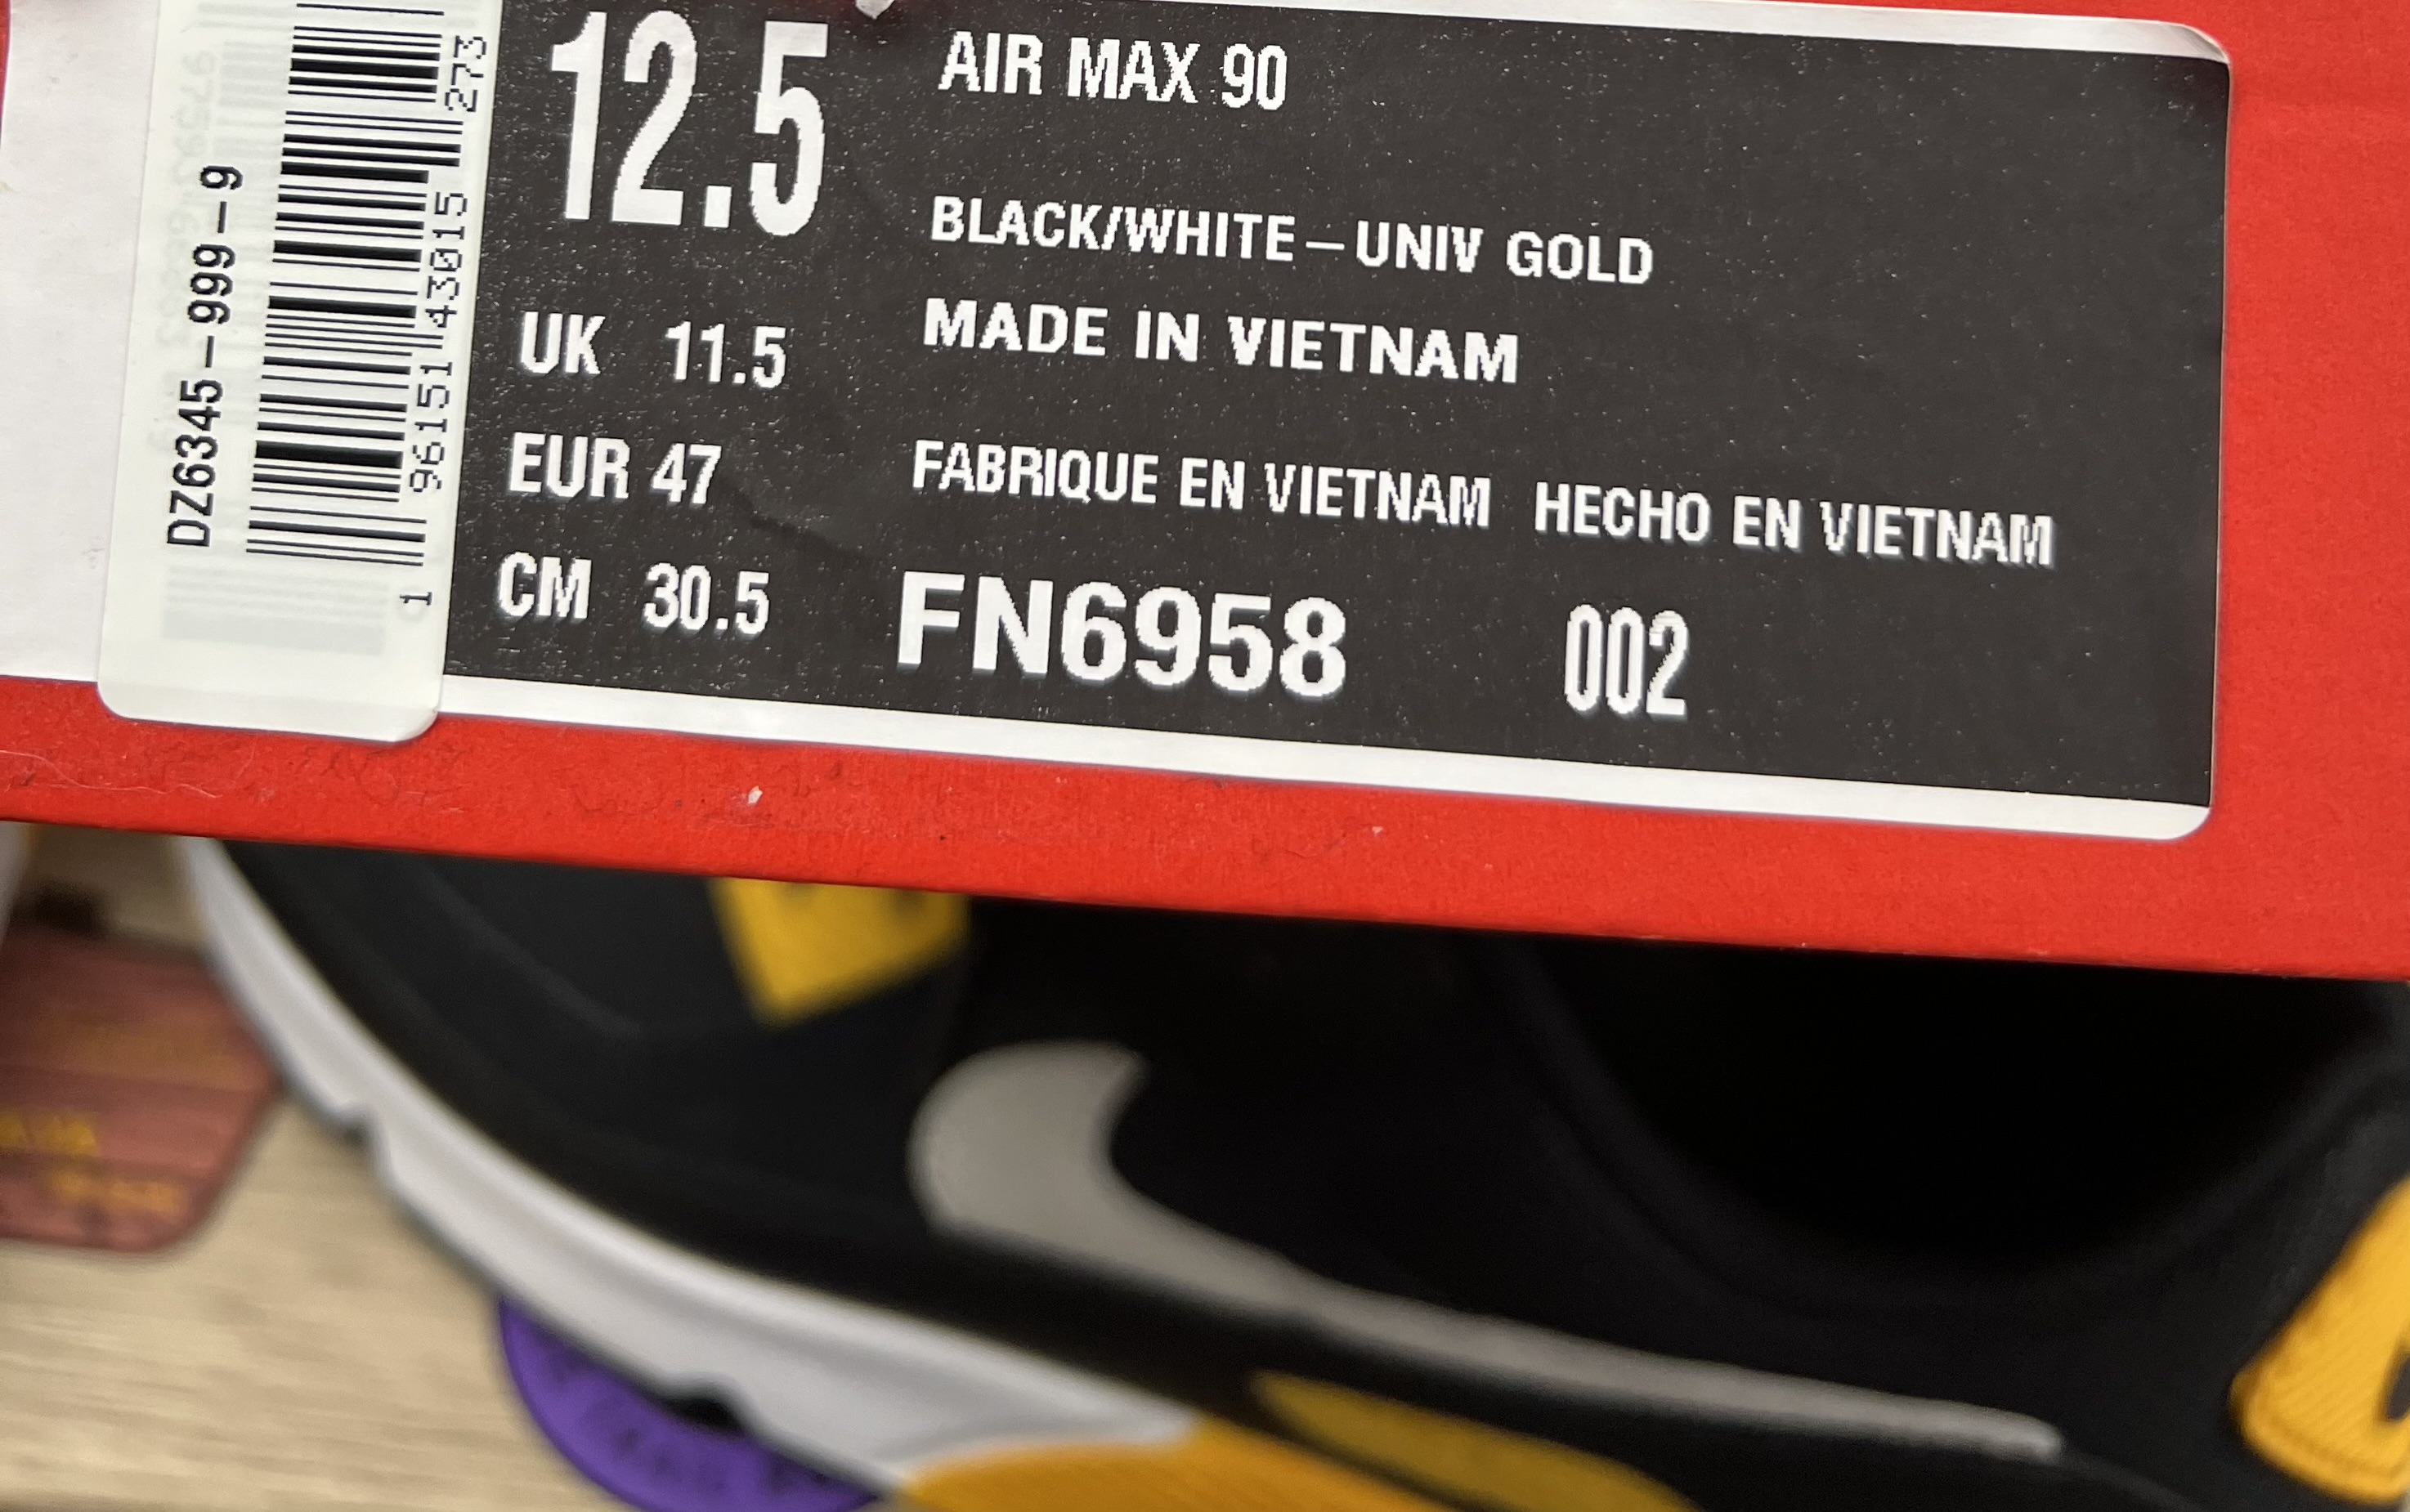 12.5
AIR MAX 90
BLACK/WHITE–UNIV GOLD
UK 11.5
MADE IN VIETNAM
EUR 47
FABRIQUE EN VIETNAM HECHO EN VIETNAM
CM 30.5
FN6958 002
DZ6345–999–9
1 96151 43015 273